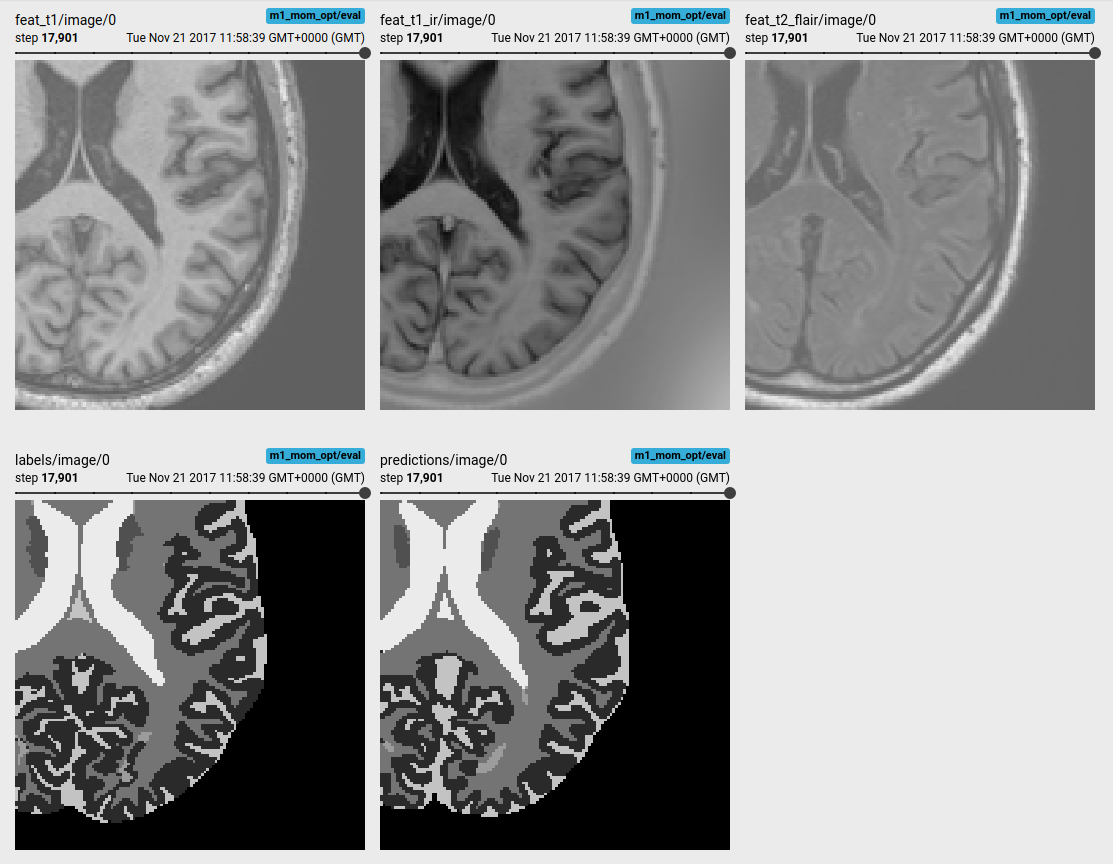 feat_t1/image/0
m1_mom_opt/eval
step 17,901 Tue Nov 21 2017 11:58:39 GMT+0000 (GMT)
feat_t1_ir/image/0
m1_mom_opt/eval
step 17,901 Tue Nov 21 2017 11:58:39 GMT+0000 (GMT)
feat_t2_flair/image/0
m1_mom_opt/eval
step 17,901 Tue Nov 21 2017 11:58:39 GMT+0000 (GMT)
labels/image/0
m1_mom_opt/eval
step 17,901 Tue Nov 21 2017 11:58:39 GMT+0000 (GMT)
predictions/image/0
m1_mom_opt/eval
step 17,901 Tue Nov 21 2017 11:58:39 GMT+0000 (GMT)